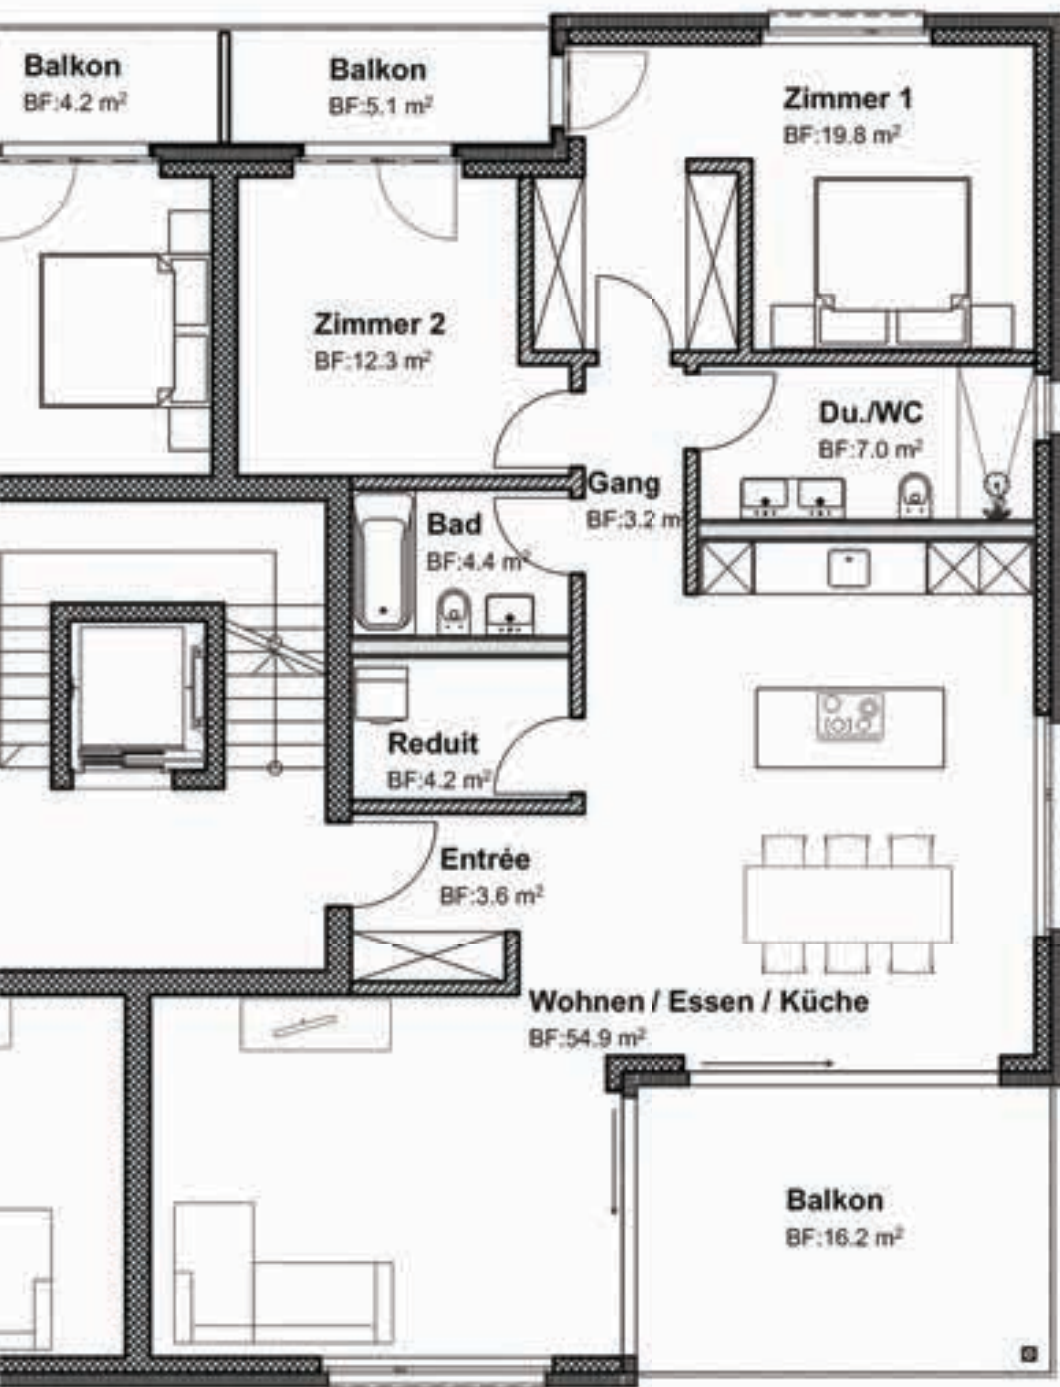 Balkon
BF:4.2 m²
Balkon
BF:5.1 m²
Zimmer 1
BF:19.8 m²
Zimmer 2
BF:12.3 m²
Du./WC
BF:7.0 m²
Gang
BF:3.2 m
Bad
BF:4.4 m²
Reduit
BF:4.2 m²
Entrée
BF:3.6 m²
Wohnen / Essen / Küche
BF:54.9 m²
Balkon
BF:16.2 m²